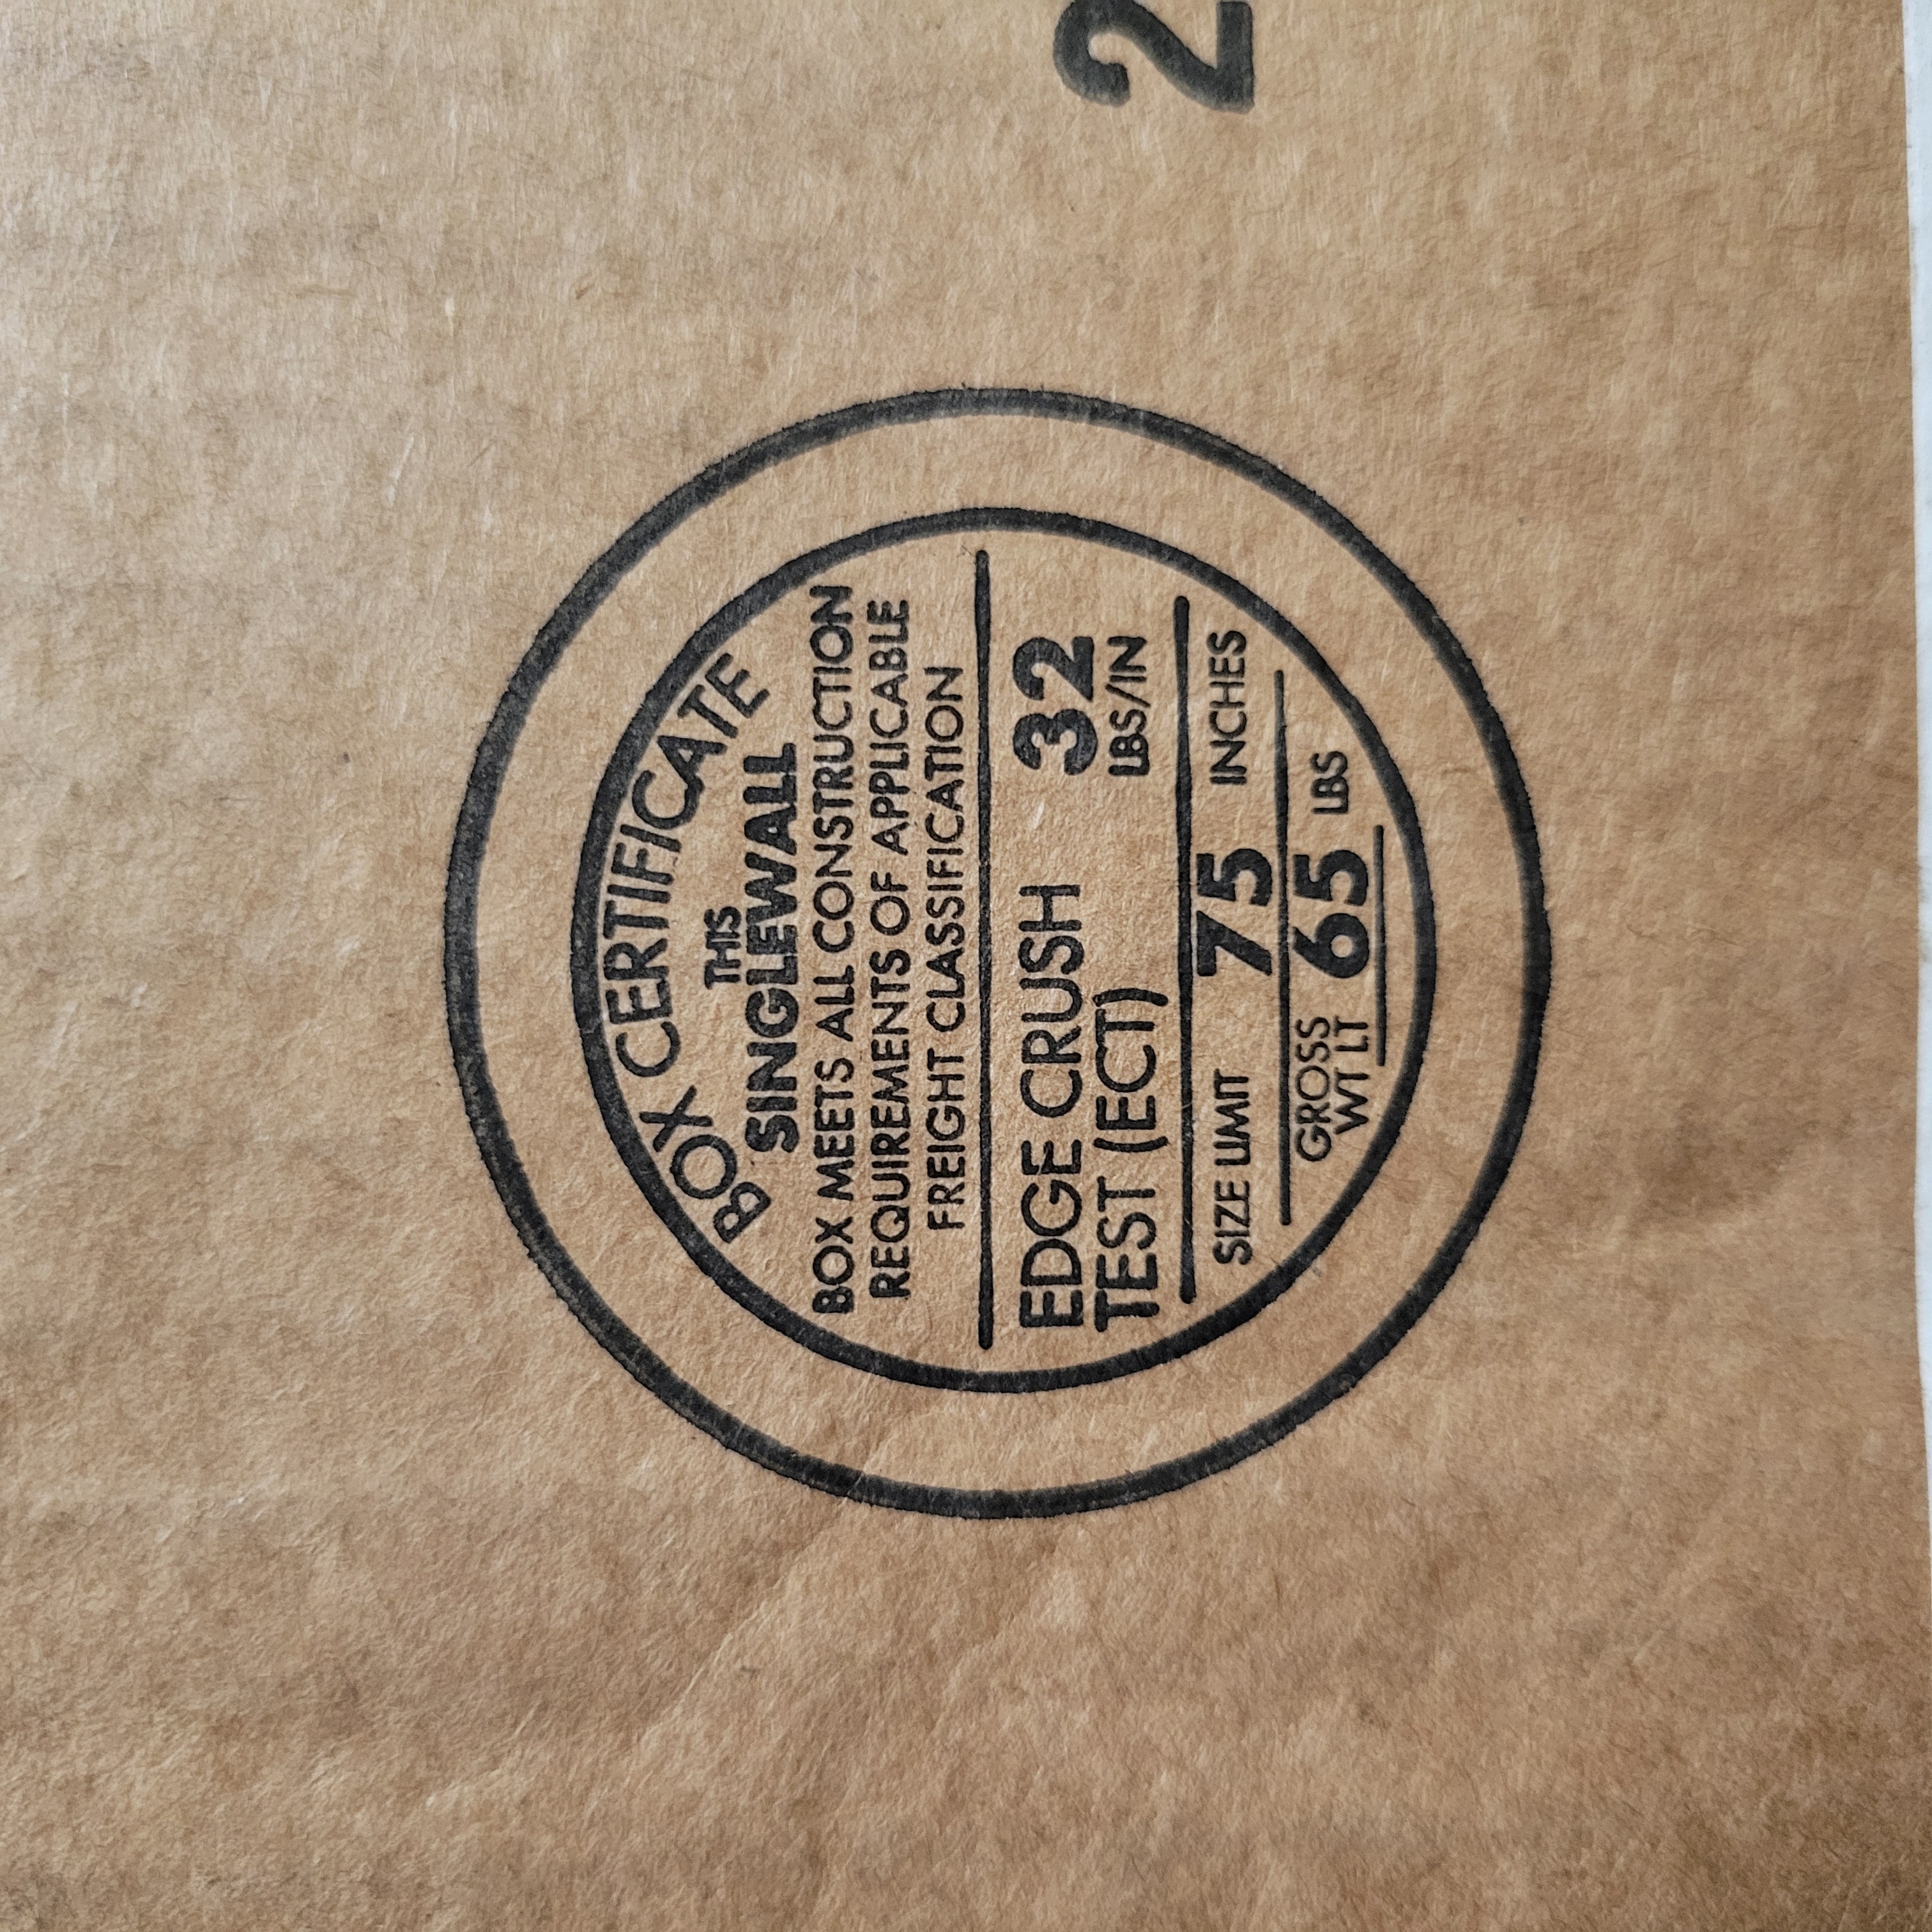 2
BOX CERTIFICATE
THIS
SINGLEWALL
BOX MEETS ALL CONSTRUCTION
REQUIREMENTS OF APPLICABLE
FREIGHT CLASSIFICATION
EDGE CRUSH
TEST (ECT)
32
LBS/IN
SIZE LIMIT 75 INCHES
GROSS
WT LT
65 LBS